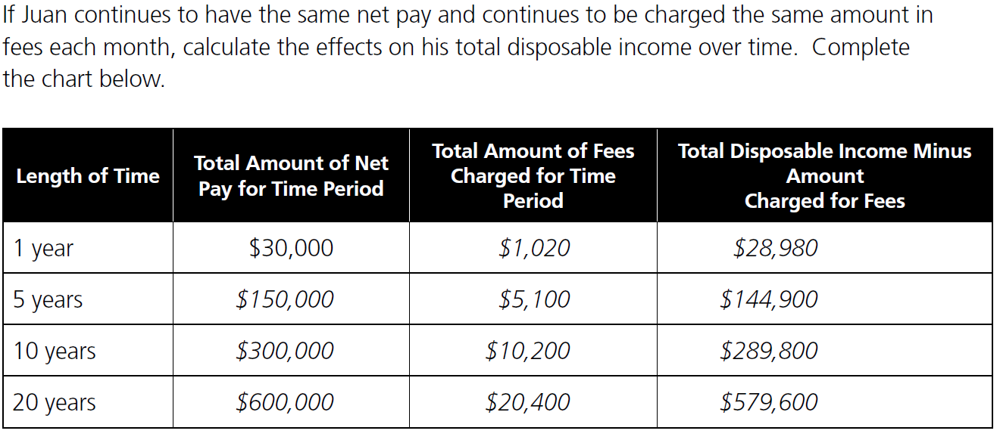 If Juan continues to have the same net pay and continues to be charged the same amount in
fees each month, calculate the effects on his total disposable income over time.  Complete
the chart below.
Length of Time
Total Amount of Net
Pay for Time Period
Total Amount of Fees
Charged for Time
Period
Total Disposable Income Minus
Amount
Charged for Fees
1 year $30,000 $1,020 $28,980
5 years $150,000 $5,100 $144,900
10 years $300,000 $10,200 $289,800
20 years $600,000 $20,400 $579,600